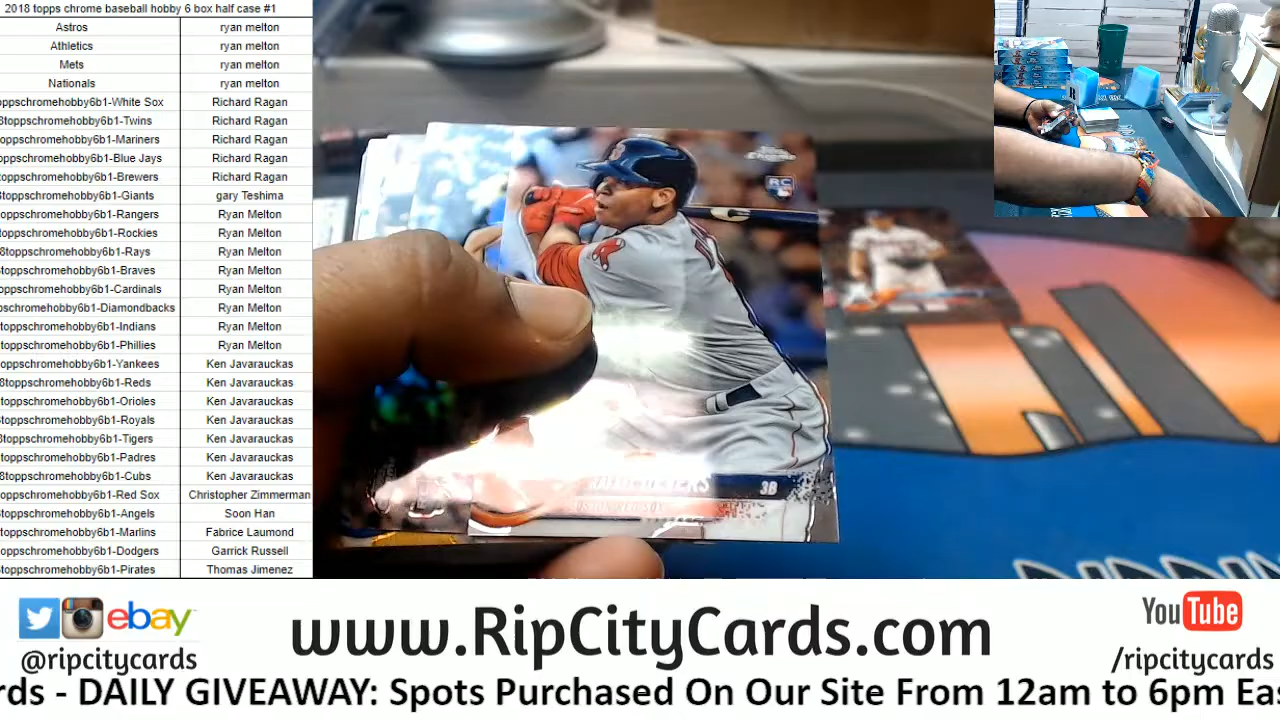 2018 topps chrome baseball hobby 6 box half case #1
Astros ryan melton
Athletics ryan melton
Mets ryan melton
Nationals ryan melton
oppschromehobby6b1-White Sox Richard Ragan
8toppschromehobby6b1-Twins Richard Ragan
toppschromehobby6b1-Mariners Richard Ragan
oppschromehobby6b1-Blue Jays Richard Ragan
toppschromehobby6b1-Brewers Richard Ragan
toppschromehobby6b1-Giants gary Teshima
toppschromehobby6b1-Rangers Ryan Melton
toppschromehobby6b1-Rockies Ryan Melton
8toppschromehobby6b1-Rays Ryan Melton
toppschromehobby6b1-Braves Ryan Melton
toppschromehobby6b1-Cardinals Ryan Melton
pschromehobby6b1-Diamondbacks Ryan Melton
toppschromehobby6b1-Indians Ryan Melton
toppschromehobby6b1-Phillies Ryan Melton
oppschromehobby6b1-Yankees Ken Javarauckas
8toppschromehobby6b1-Reds Ken Javarauckas
toppschromehobby6b1-Orioles Ken Javarauckas
toppschromehobby6b1-Royals Ken Javarauckas
8toppschromehobby6b1-Tigers Ken Javarauckas
toppschromehobby6b1-Padres Ken Javarauckas
8toppschromehobby6b1-Cubs Ken Javarauckas
oppschromehobby6b1-Red Sox Christopher Zimmerman
toppschromehobby6b1-Angels Soon Han
toppschromehobby6b1-Marlins Fabrice Laumond
oppschromehobby6b1-Dodgers Garrick Russell
toppschromehobby6b1-Pirates Thomas Jimenez
RC
3B
ebay
@ripcitycards
www.RipCityCards.com
YouTube
/ripcitycards
rds - DAILY GIVEAWAY: Spots Purchased On Our Site From 12am to 6pm Eas